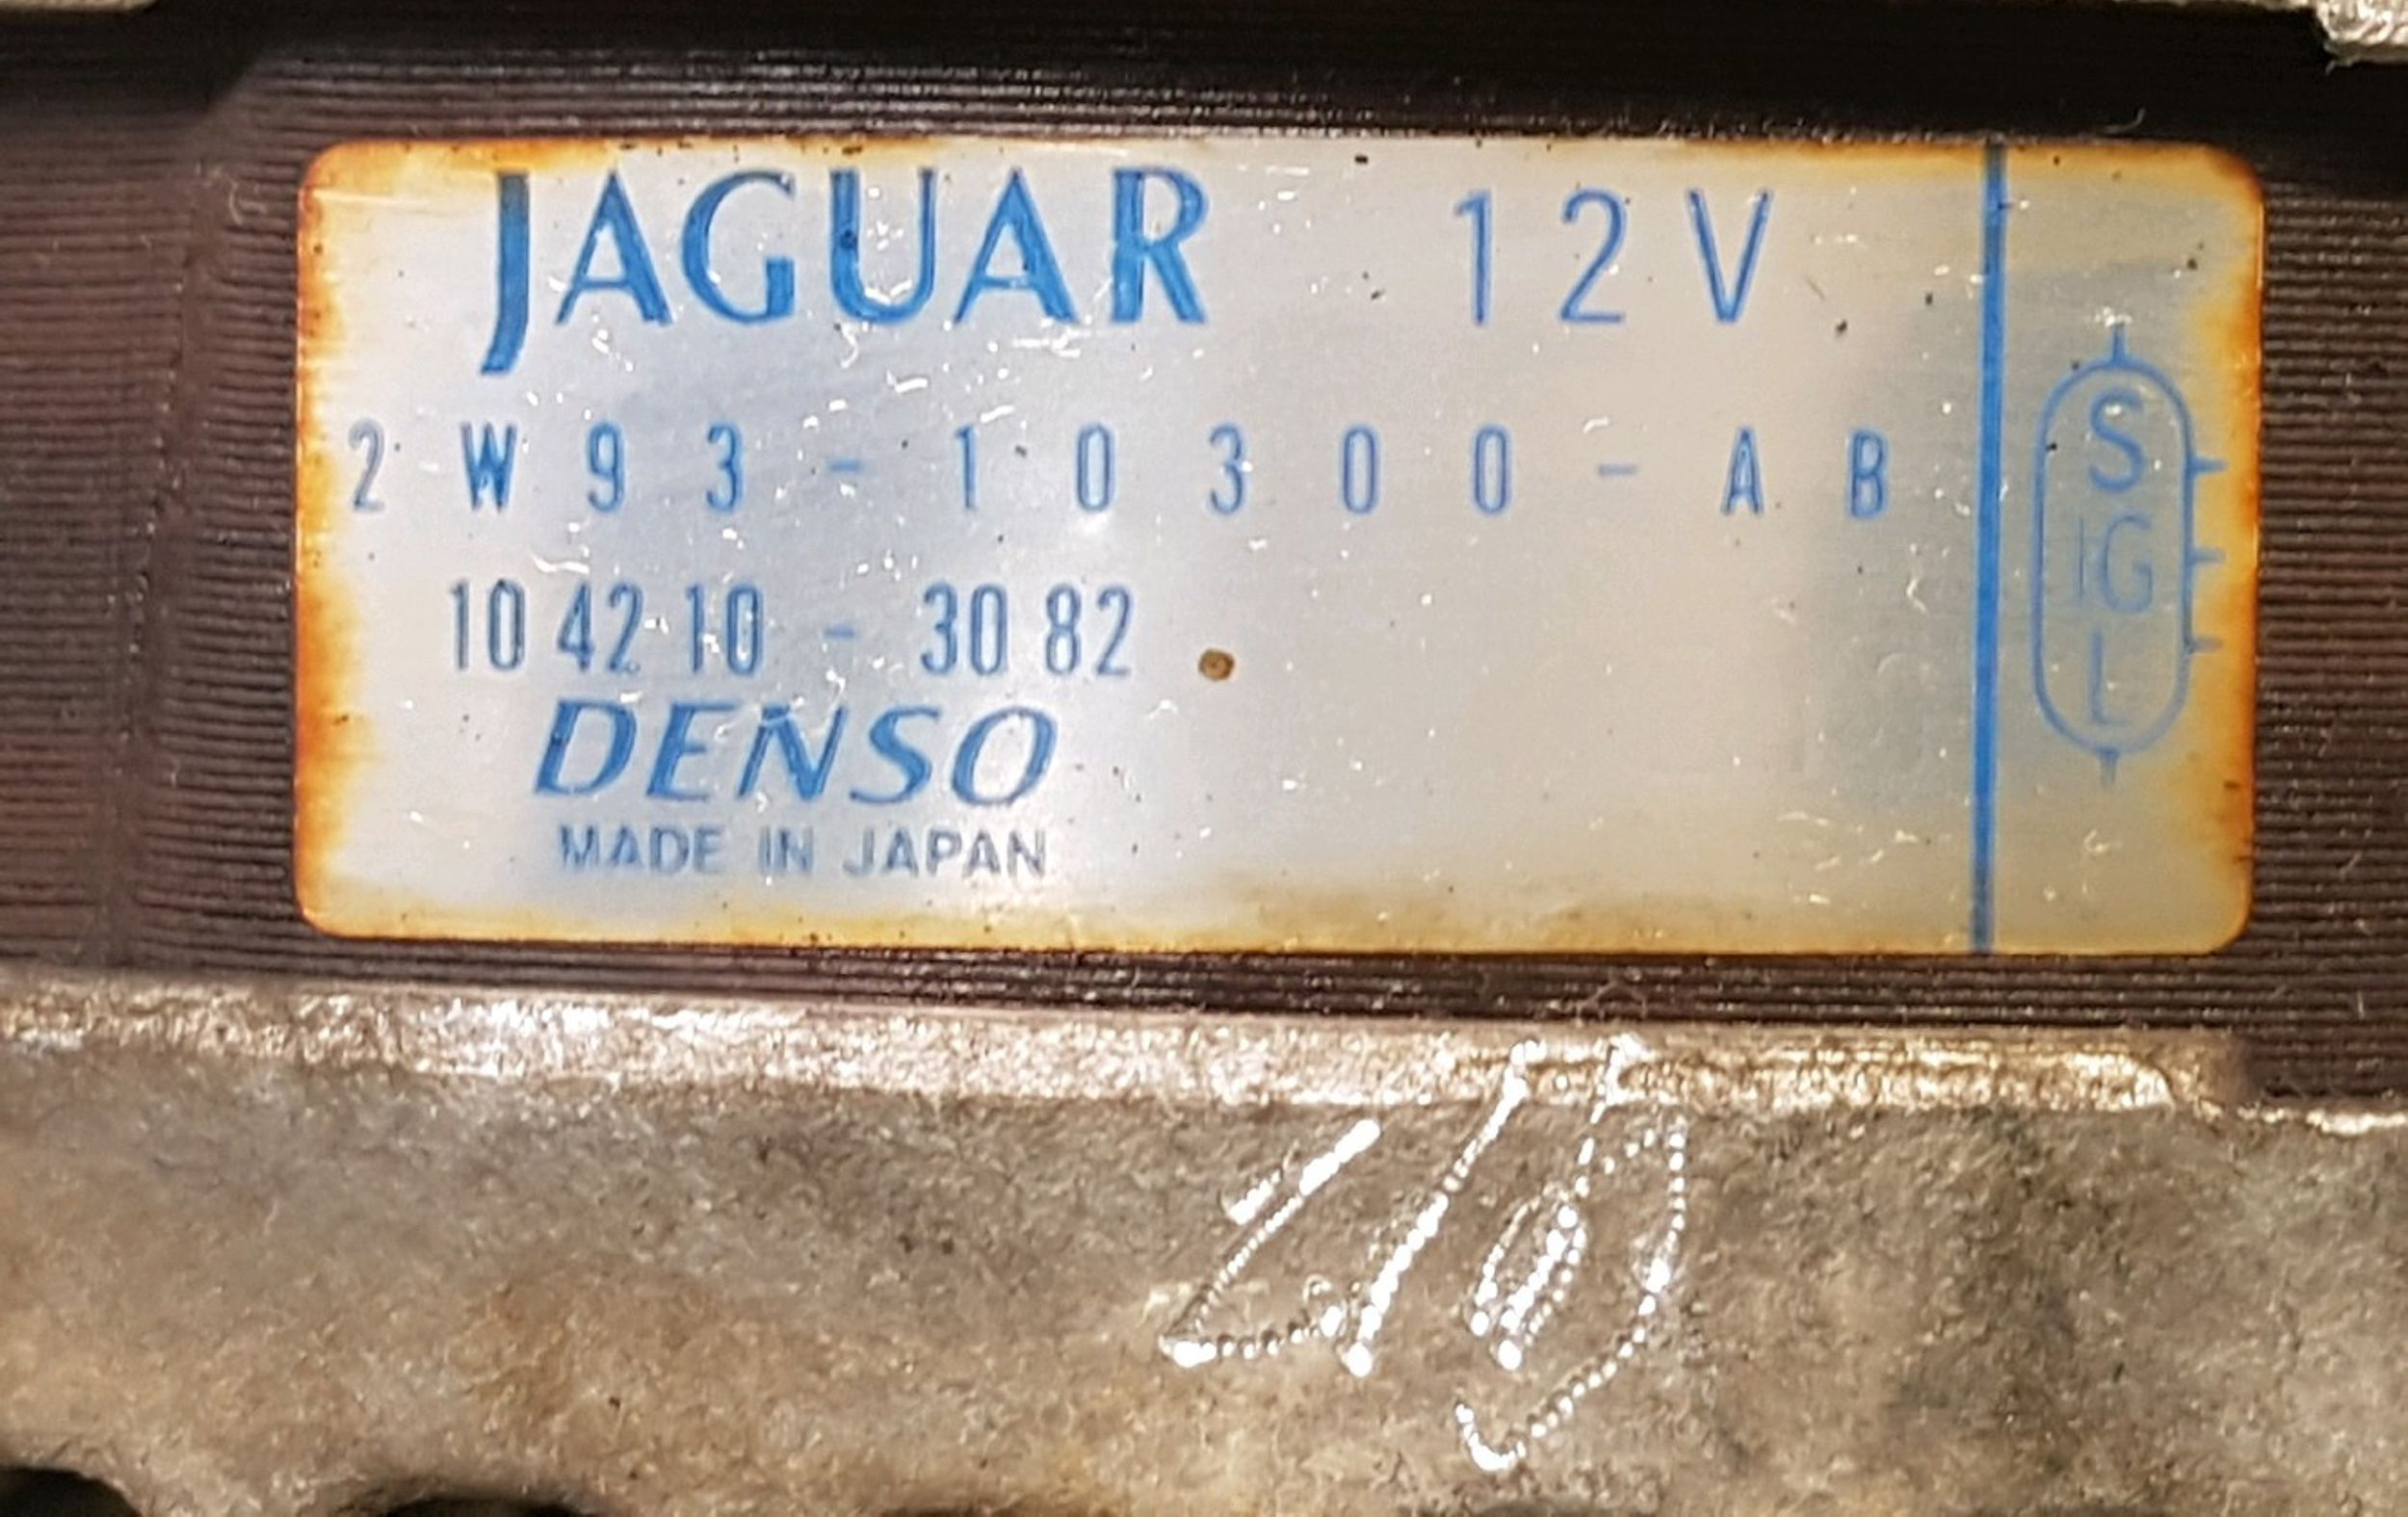 JAGUAR 12V
2W93-10300-AB
104210-3082
DENSO
MADE IN JAPAN
S
IG
L